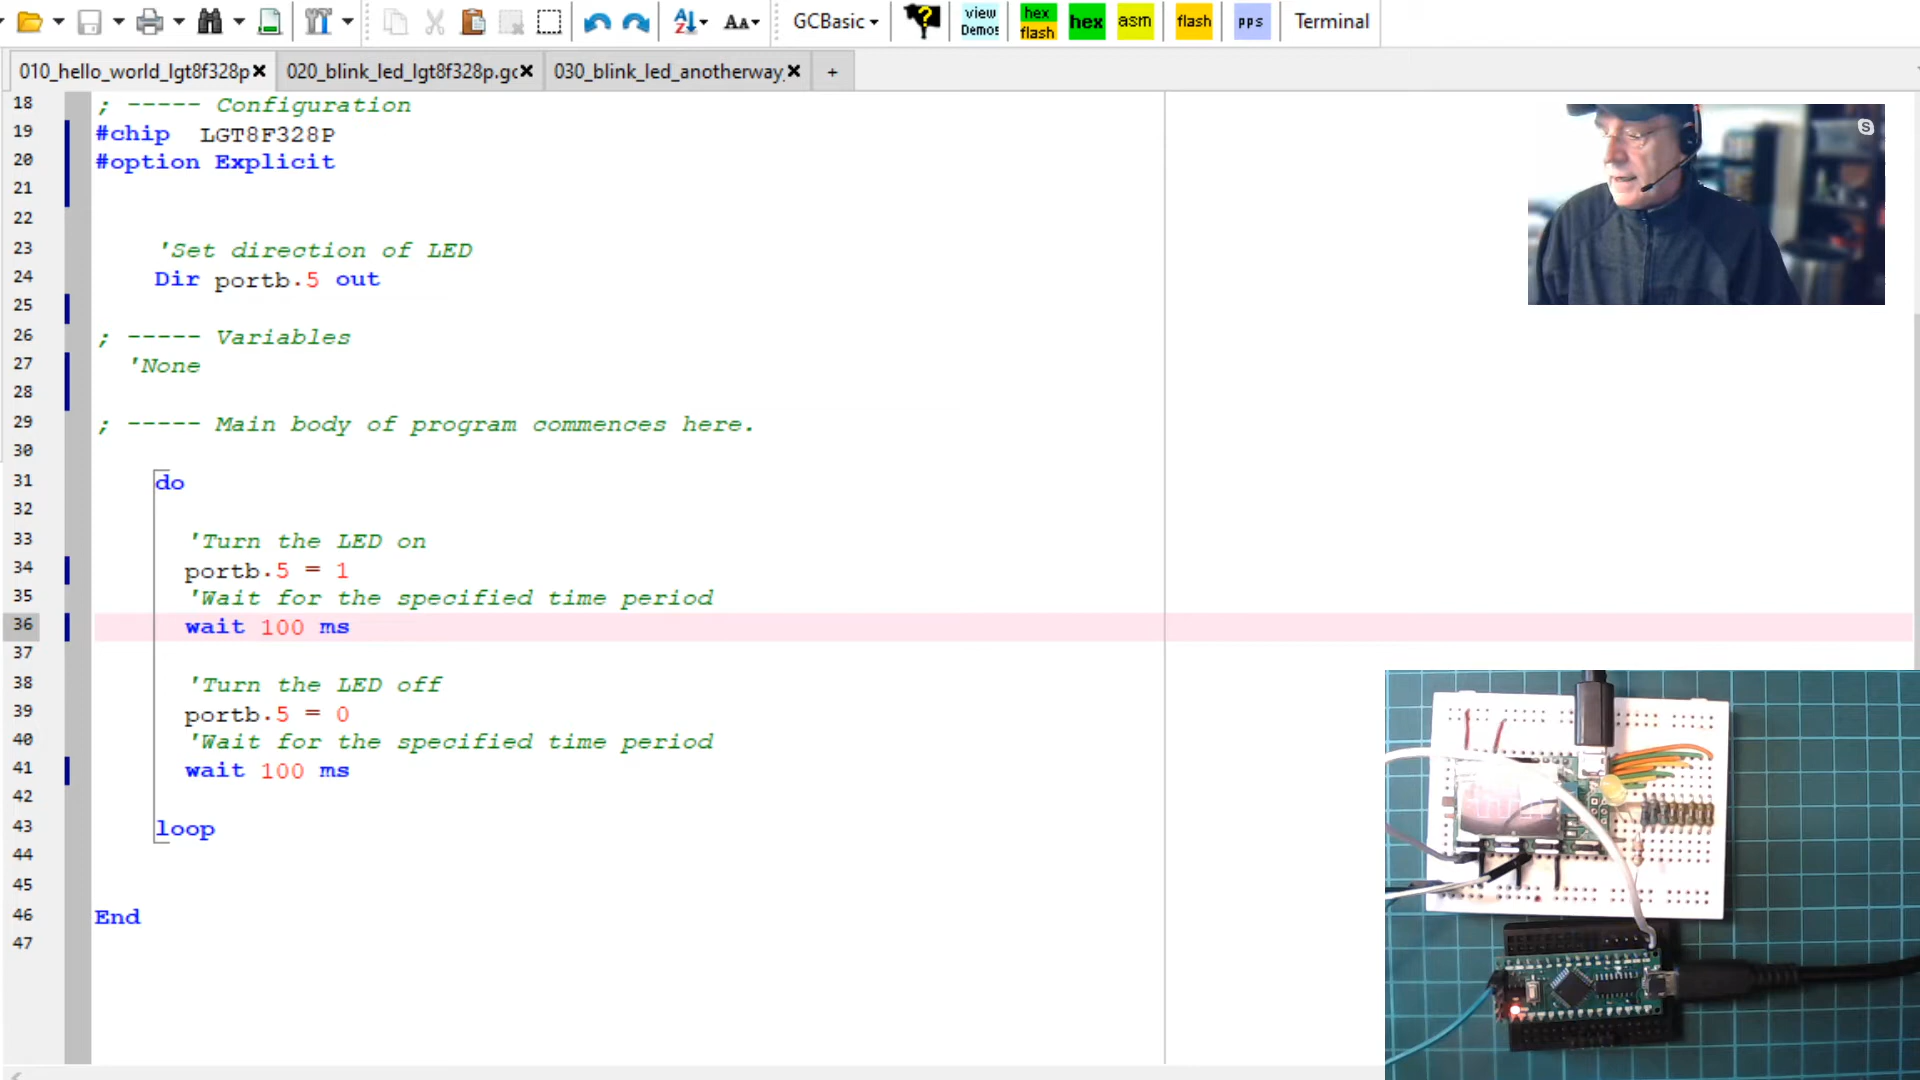 GCBasic
view
Demos
hex
flash
hex
asm
flash
pps
Terminal
010_hello_world_lgt8f328p
020_blink_led_lgt8f328p.gc
030_blink_led_anotherway.
+
18 ; ----- Configuration
19 #chip LGT8F328P
20 #option Explicit
21
22
23 'Set direction of LED
24 Dir portb.5 out
25
26 ; ----- Variables
27 'None
28
29 ; ----- Main body of program commences here.
30
31 do
32
33 'Turn the LED on
34 portb.5 = 1
35 'Wait for the specified time period
36 wait 100 ms
37
38 'Turn the LED off
39 portb.5 = 0
40 'Wait for the specified time period
41 wait 100 ms
42
43 loop
44
45
46 End
47